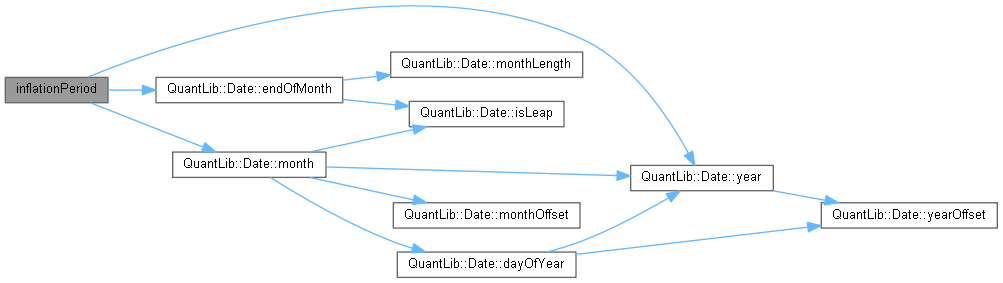 inflationPeriod
QuantLib::Date::endOfMonth
QuantLib::Date::monthLength
QuantLib::Date::isLeap
QuantLib::Date::month
QuantLib::Date::year
QuantLib::Date::monthOffset
QuantLib::Date::yearOffset
QuantLib::Date::dayOfYear